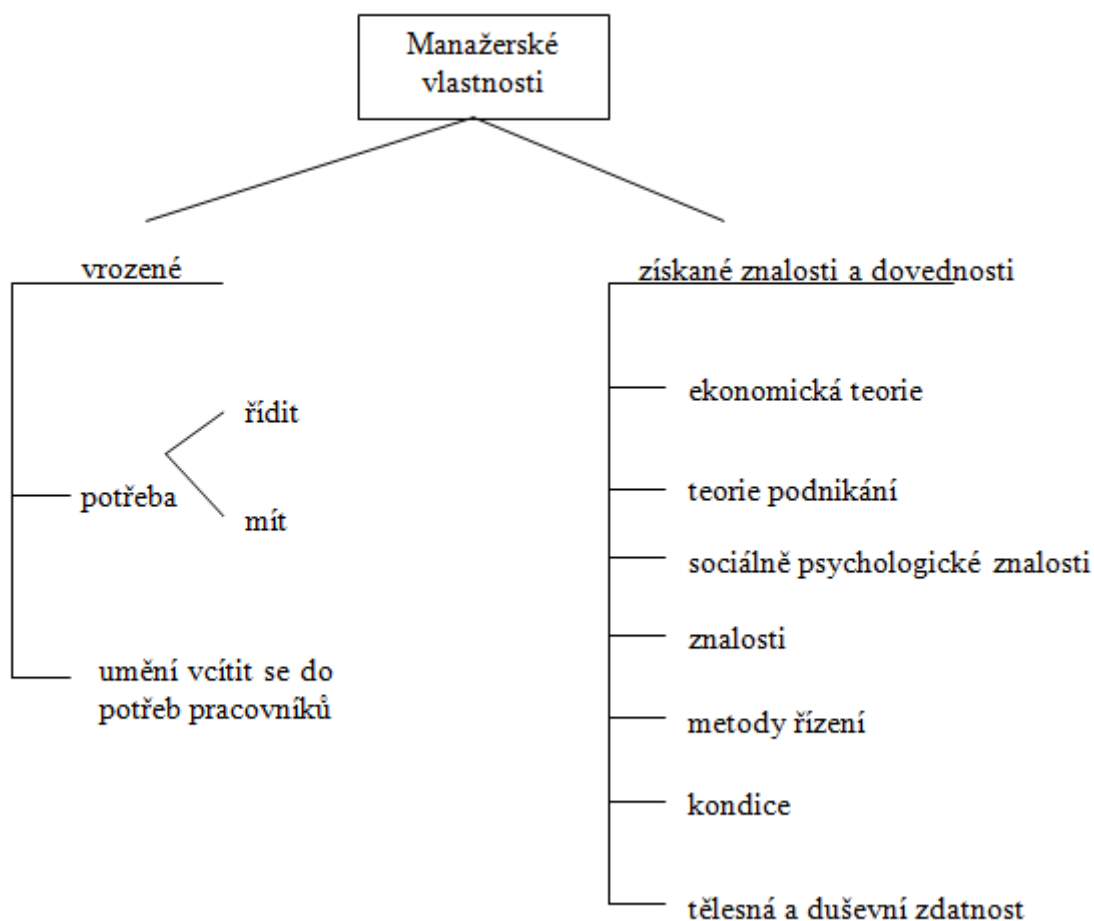 Manažerské
vlastnosti
vrozené
řídit
potřeba
mít
umění vcítit se do
potřeb pracovníků
získané znalosti a dovednosti
ekonomická teorie
teorie podnikání
sociálně psychologické znalosti
znalosti
metody řízení
kondice
tělesná a duševní zdatnost